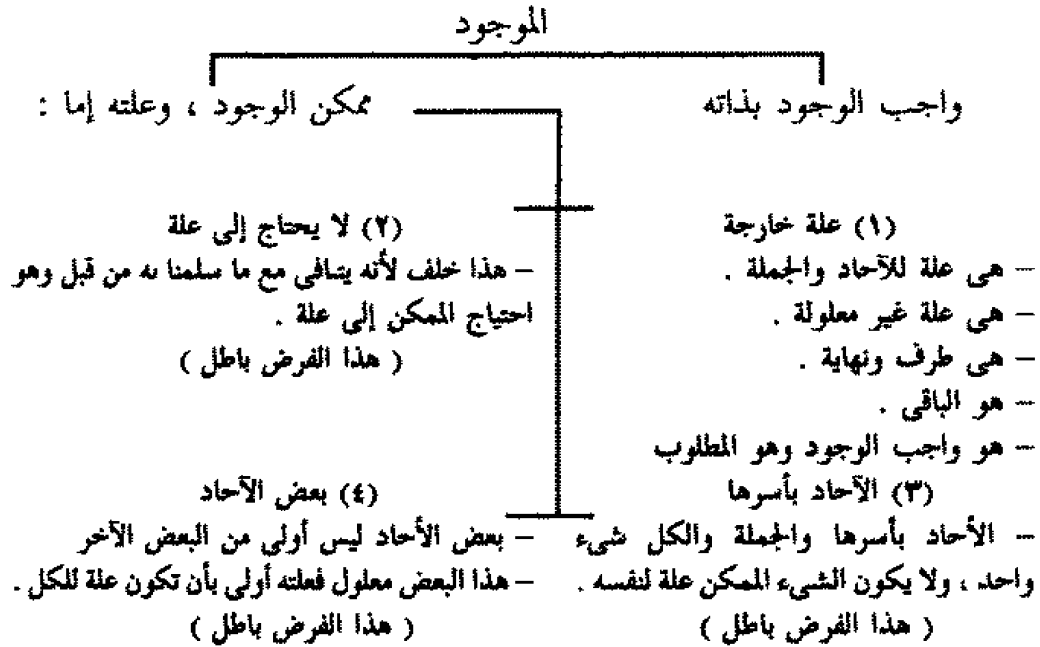 الموجود
واجب الوجود بذاته
ممكن الوجود ، وعلته إما :
(١) علة خارجة
– هى علة للآحاد والجملة .
– هى علة غير معلولة .
– هى طرف ونهاية .
– هو الباقى .
– هو واجب الوجود وهو المطلوب
(٢) لا يحتاج إلى علة
– هذا خلف لأنه يتنافى مع ما سلمنا به من قبل وهو
احتياج الممكن إلى علة .
( هذا الفرض باطل )
(٣) الآحاد بأسرها
– الأحاد بأسرها والجملة والكل شىء
واحد ، ولا يكون الشىء الممكن علة لنفسه .
( هذا الفرض باطل )
(٤) بعض الآحاد
– بعض الأحاد ليس أولى من البعض الآخر
– هذا البعض معلول فعلته أولى بأن تكون علة للكل .
( هذا الفرض باطل )